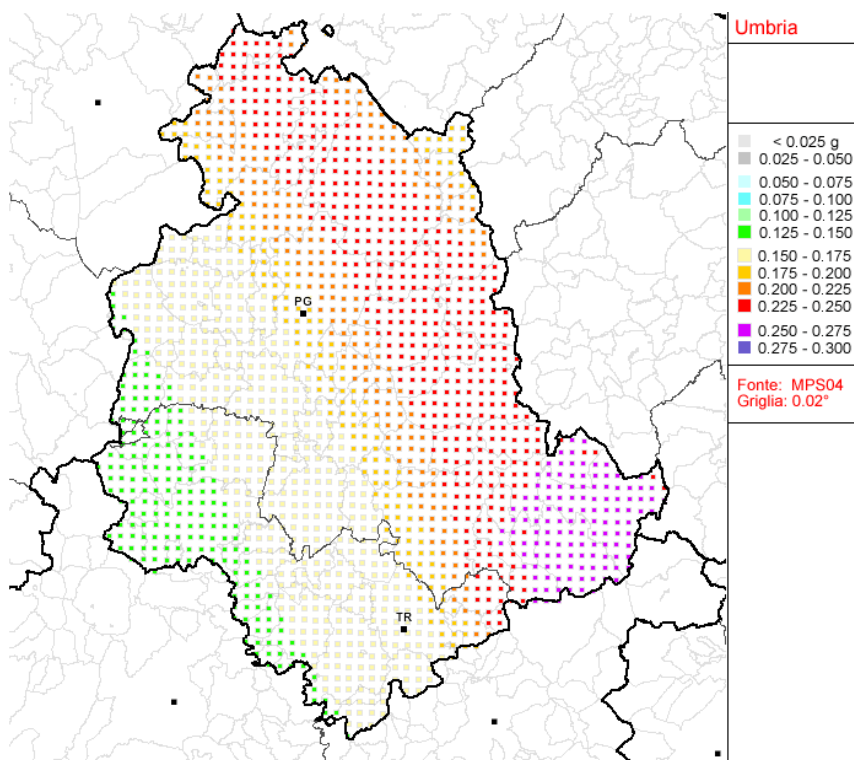 Umbria
< 0.025 g
0.025 - 0.050
0.050 - 0.075
0.075 - 0.100
0.100 - 0.125
0.125 - 0.150
0.150 - 0.175
0.175 - 0.200
0.200 - 0.225
0.225 - 0.250
0.250 - 0.275
0.275 - 0.300
Fonte: MPS04
Griglia: 0.02°
PG
TR